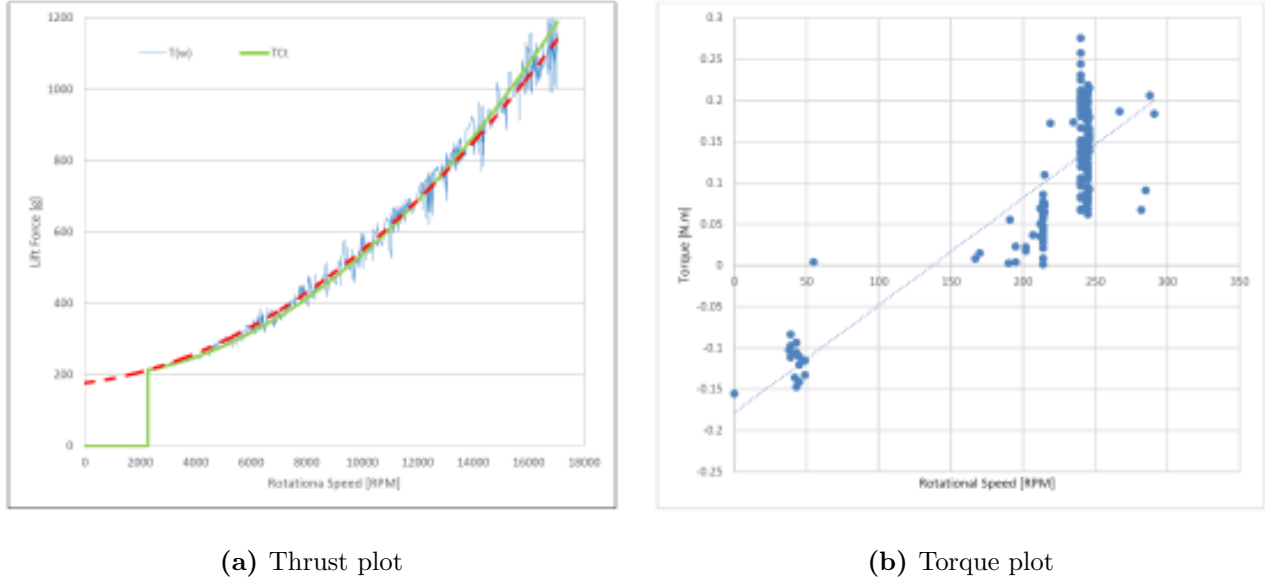 1200
1000
800
600
400
200
0
T(w)
TCt
Lift Force [g]
0 2000 4000 6000 8000 10000 12000 14000 16000 18000
Rotationa Speed [RPM]
(a) Thrust plot
0.3
0.25
0.2
0.15
0.1
0.05
0
-0.05
-0.1
-0.15
-0.2
-0.25
Torque [N.m]
0 50 100 150 200 250 300 350
Rotational Speed [RPM]
(b) Torque plot